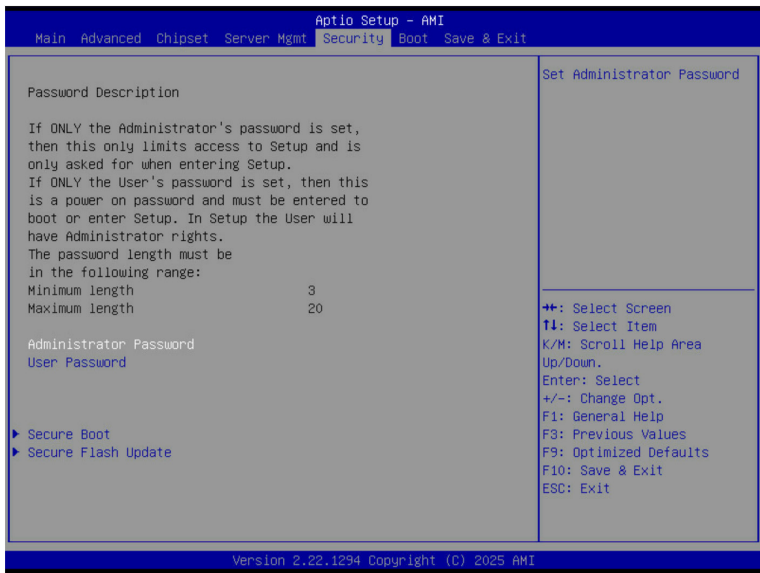 Aptio Setup – AMI
Main Advanced Chipset Server Mgmt Security Boot Save & Exit
Password Description
If ONLY the Administrator's password is set,
then this only limits access to Setup and is
only asked for when entering Setup.
If ONLY the User's password is set, then this
is a power on password and must be entered to
boot or enter Setup. In Setup the User will
have Administrator rights.
The password length must be
in the following range:
Minimum length 3
Maximum length 20
Administrator Password
User Password
Secure Boot
Secure Flash Update
Set Administrator Password
→←: Select Screen
↑↓: Select Item
K/M: Scroll Help Area
Up/Down.
Enter: Select
+/-: Change Opt.
F1: General Help
F3: Previous Values
F9: Optimized Defaults
F10: Save & Exit
ESC: Exit
Version 2.22.1294 Copyright (C) 2025 AMI